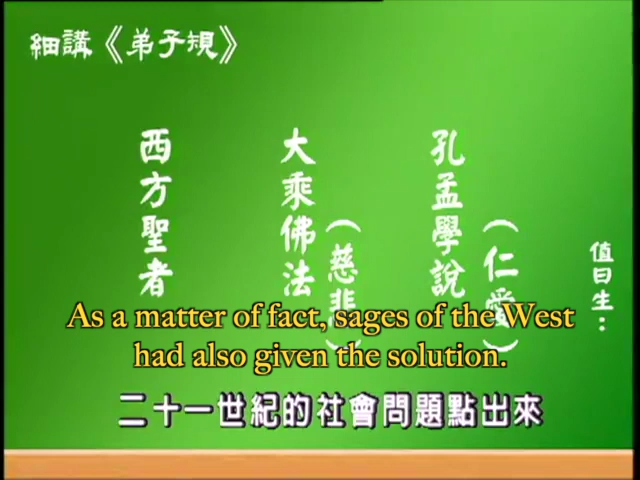 細講《弟子規》
值日生：
孔孟學說
（仁愛）
大乘佛法
（慈悲）
西方聖者
As a matter of fact, sages of the West
had also given the solution.
二十一世紀的社會問題點出來